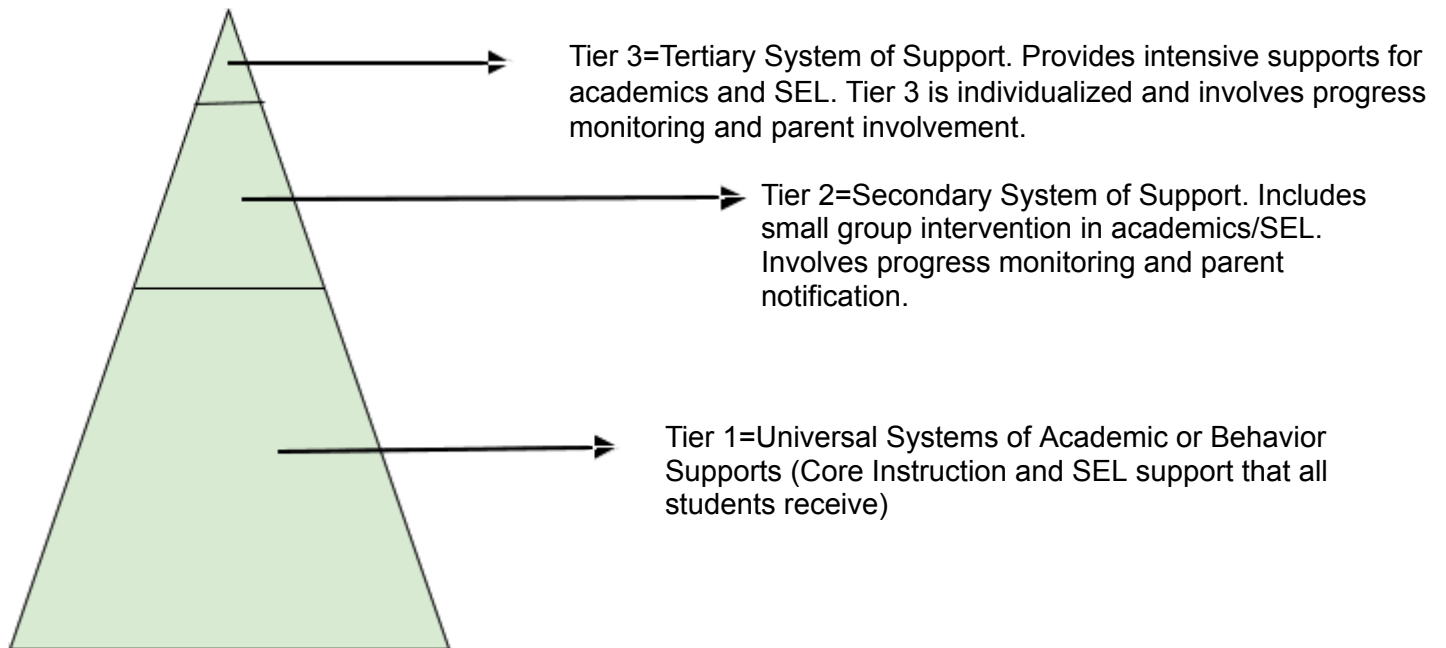 Tier 3=Tertiary System of Support. Provides intensive supports for
academics and SEL. Tier 3 is individualized and involves progress
monitoring and parent involvement.
Tier 2=Secondary System of Support. Includes
small group intervention in academics/SEL.
Involves progress monitoring and parent
notification.
Tier 1=Universal Systems of Academic or Behavior
Supports (Core Instruction and SEL support that all
students receive)